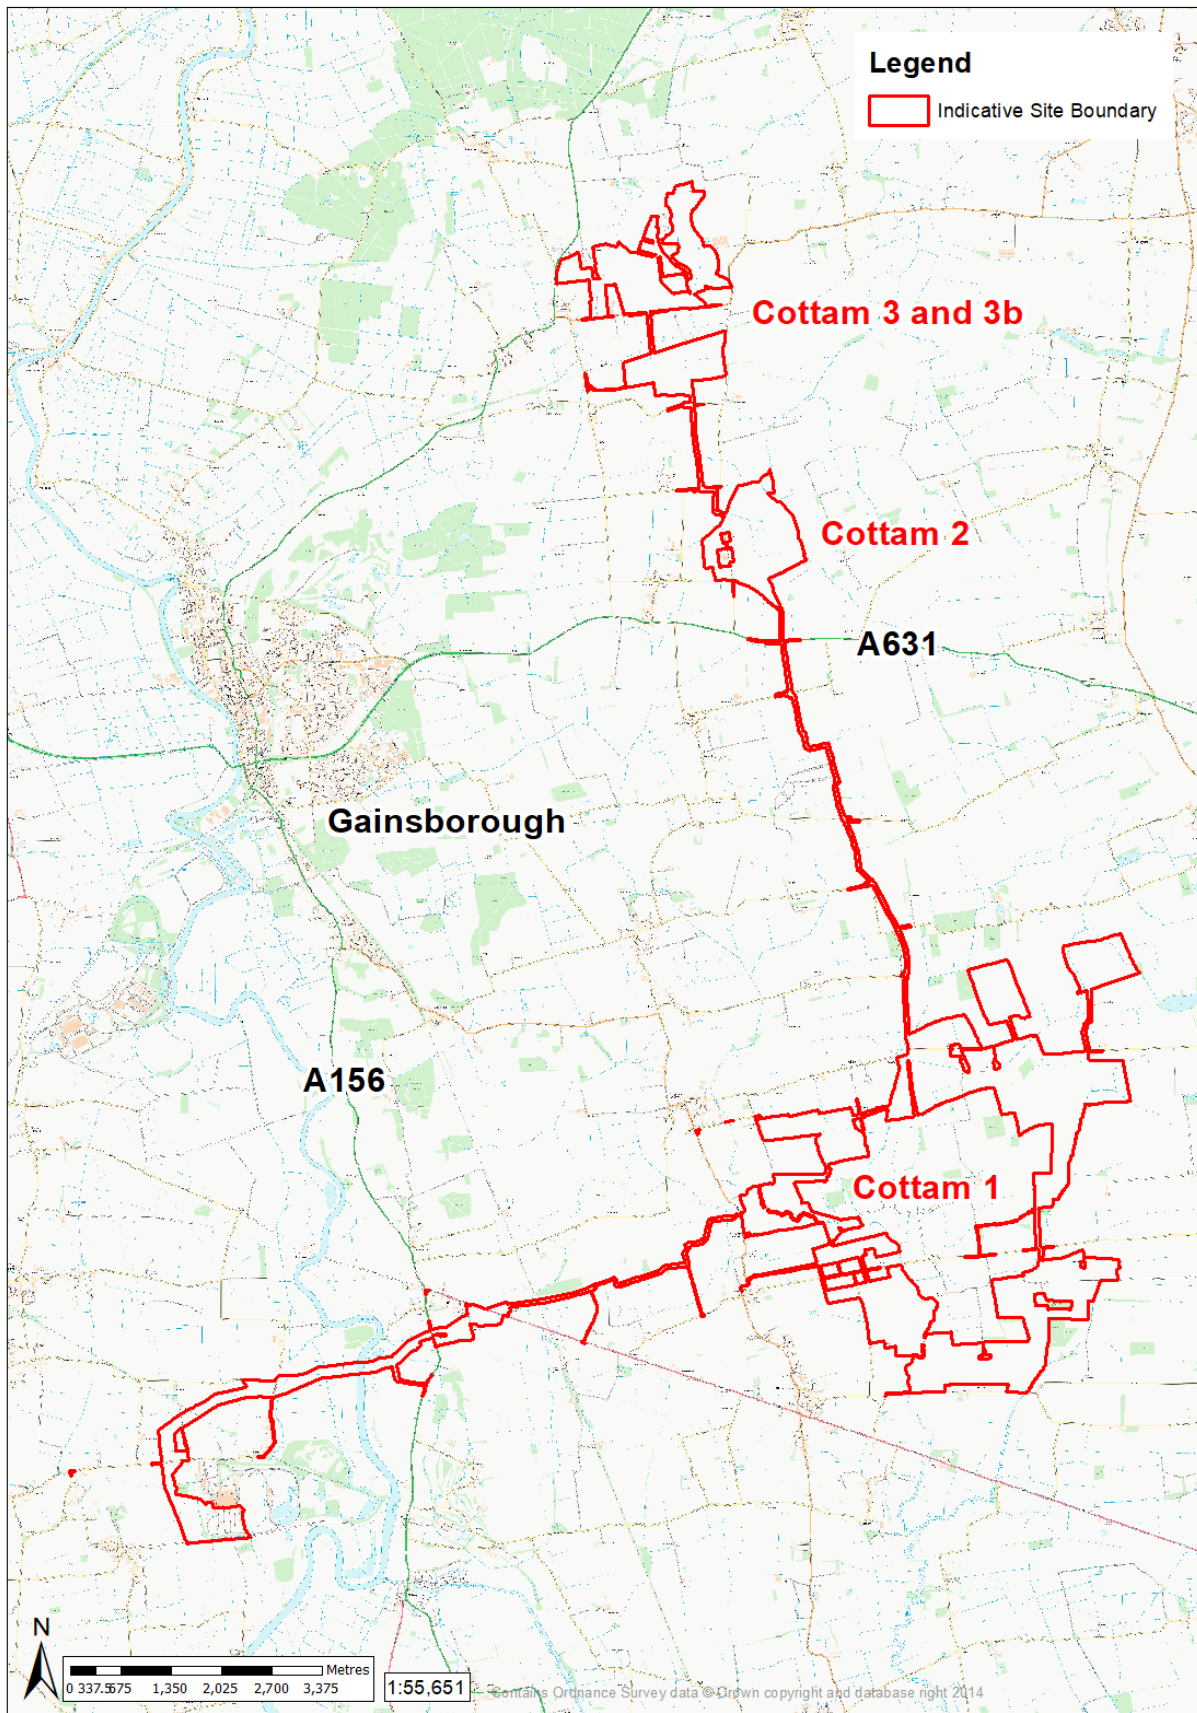 Legend
Indicative Site Boundary
Cottam 3 and 3b
Cottam 2
A631
Gainsborough
A156
Cottam 1
N
Metres
0 337.5675 1,350 2,025 2,700 3,375
1:55,651
Contains Ordnance Survey data © Crown copyright and database right 2014